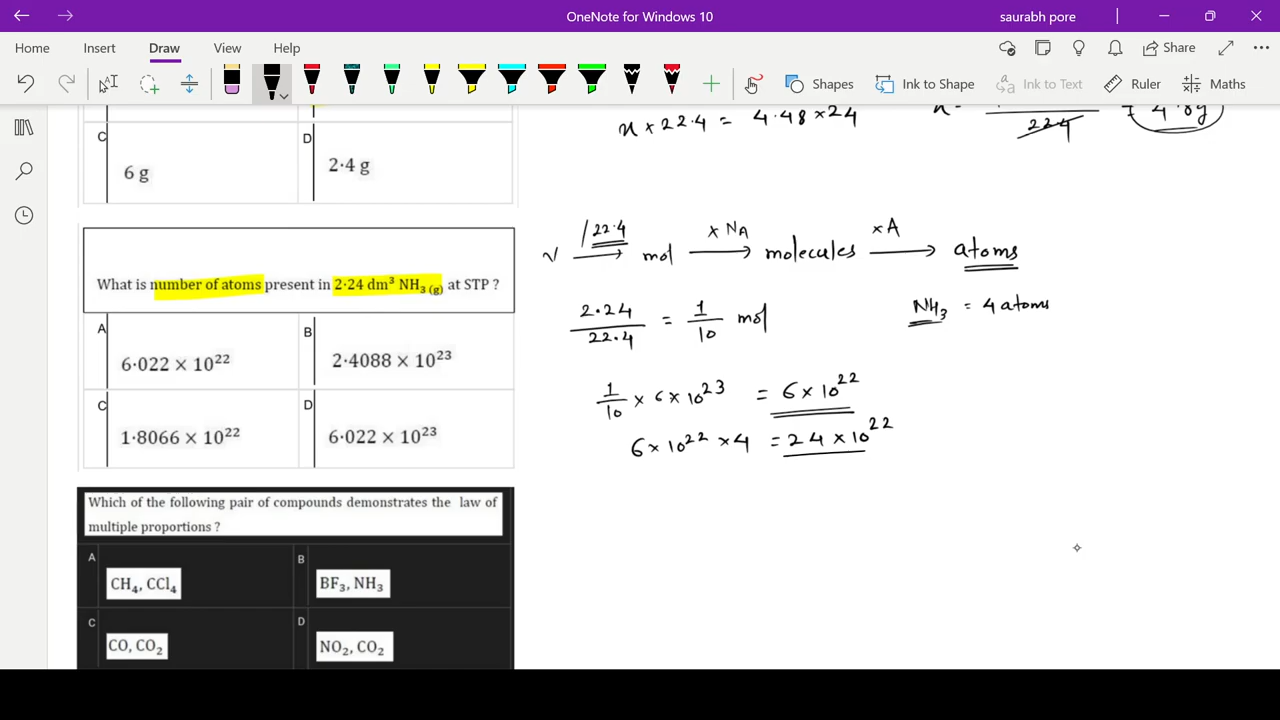 OneNote for Windows 10
saurabh pore
Home Insert Draw View Help
Share
Shapes Ink to Shape Ink to Text Ruler Maths
C 6 g
D 2·4 g
x × 22.4 = 4.48 × 24
x =
224
= 4.8g
What is number of atoms present in 2·24 dm³ NH₃ (g) at STP ?
A 6·022 × 10²²
B 2·4088 × 10²³
C 1·8066 × 10²²
D 6·022 × 10²³
V /22.4 → mol × NA → molecules × A → atoms
2.24 / 22.4 = 1/10 mol
NH₃ = 4 atoms
1/10 × 6 × 10²³ = 6 × 10²²
6 × 10²² × 4 = 24 × 10²²
Which of the following pair of compounds demonstrates the law of
multiple proportions ?
A CH₄, CCl₄
B BF₃, NH₃
C CO, CO₂
D NO₂, CO₂